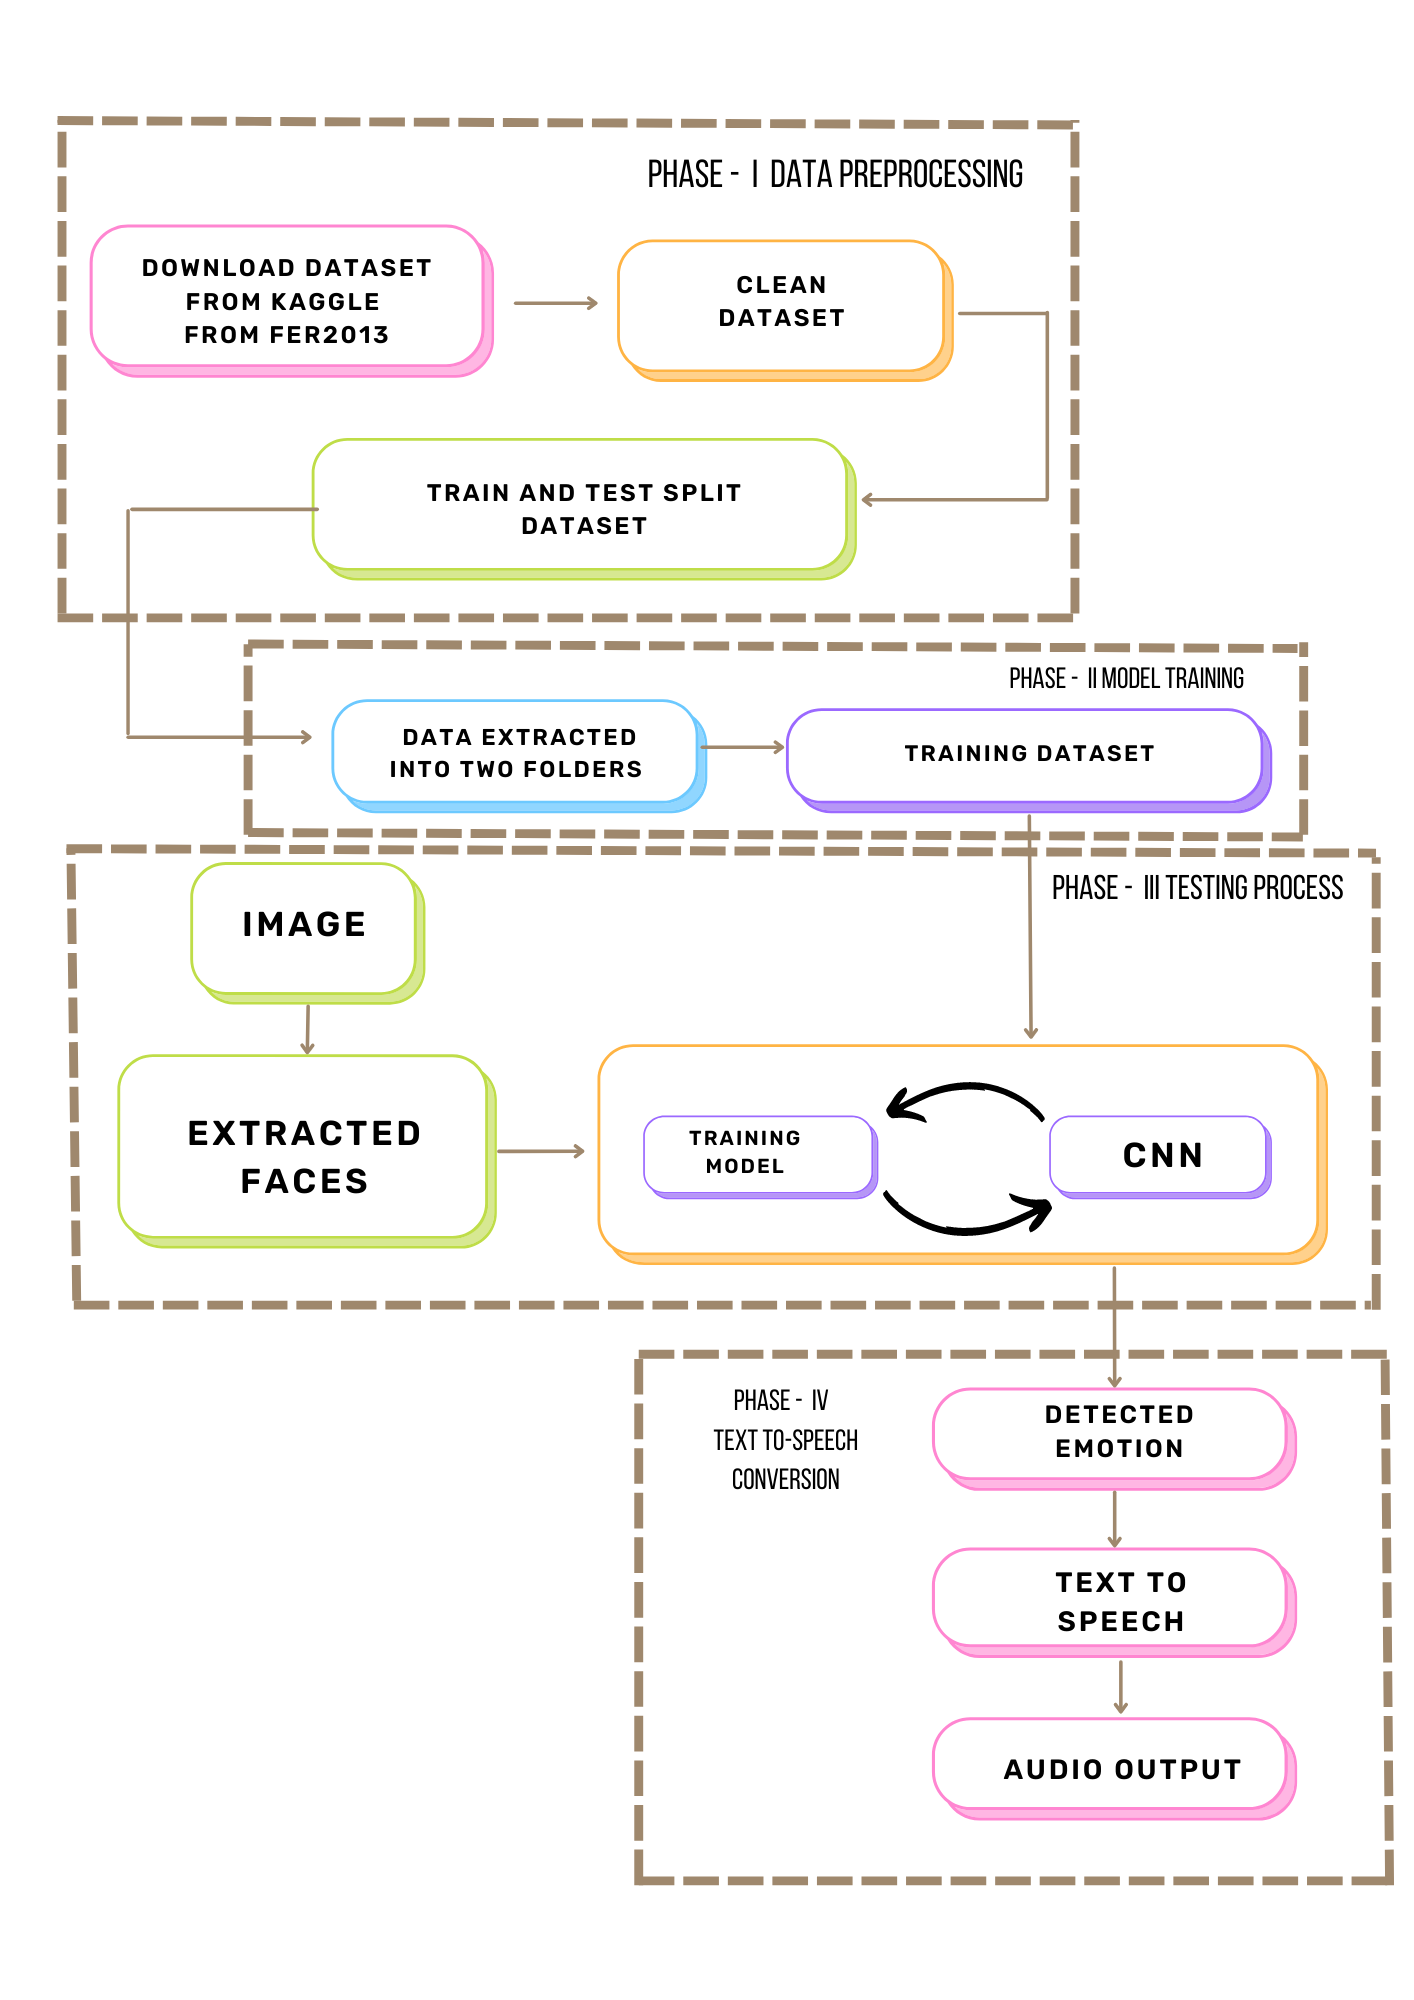 PHASE - I DATA PREPROCESSING
DOWNLOAD DATASET
FROM KAGGLE
FROM FER2013
CLEAN
DATASET
TRAIN AND TEST SPLIT
DATASET
PHASE - II MODEL TRAINING
DATA EXTRACTED
INTO TWO FOLDERS
TRAINING DATASET
PHASE - III TESTING PROCESS
IMAGE
EXTRACTED
FACES
TRAINING
MODEL
CNN
PHASE - IV
TEXT TO-SPEECH
CONVERSION
DETECTED
EMOTION
TEXT TO
SPEECH
AUDIO OUTPUT